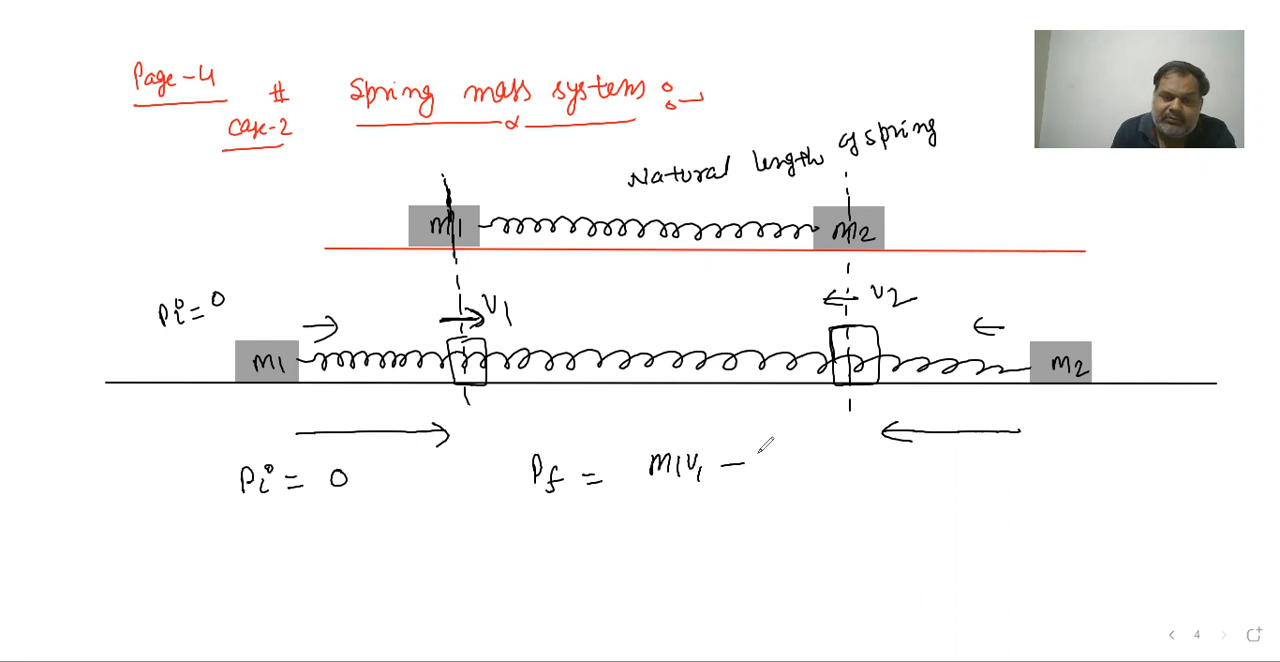 Page-4
# Spring mass systems :→
Case-2
Natural length of spring
m1 m2
Pi = 0
V1 V2
m1 m2
Pi = 0 Pf = m1v1 –
4